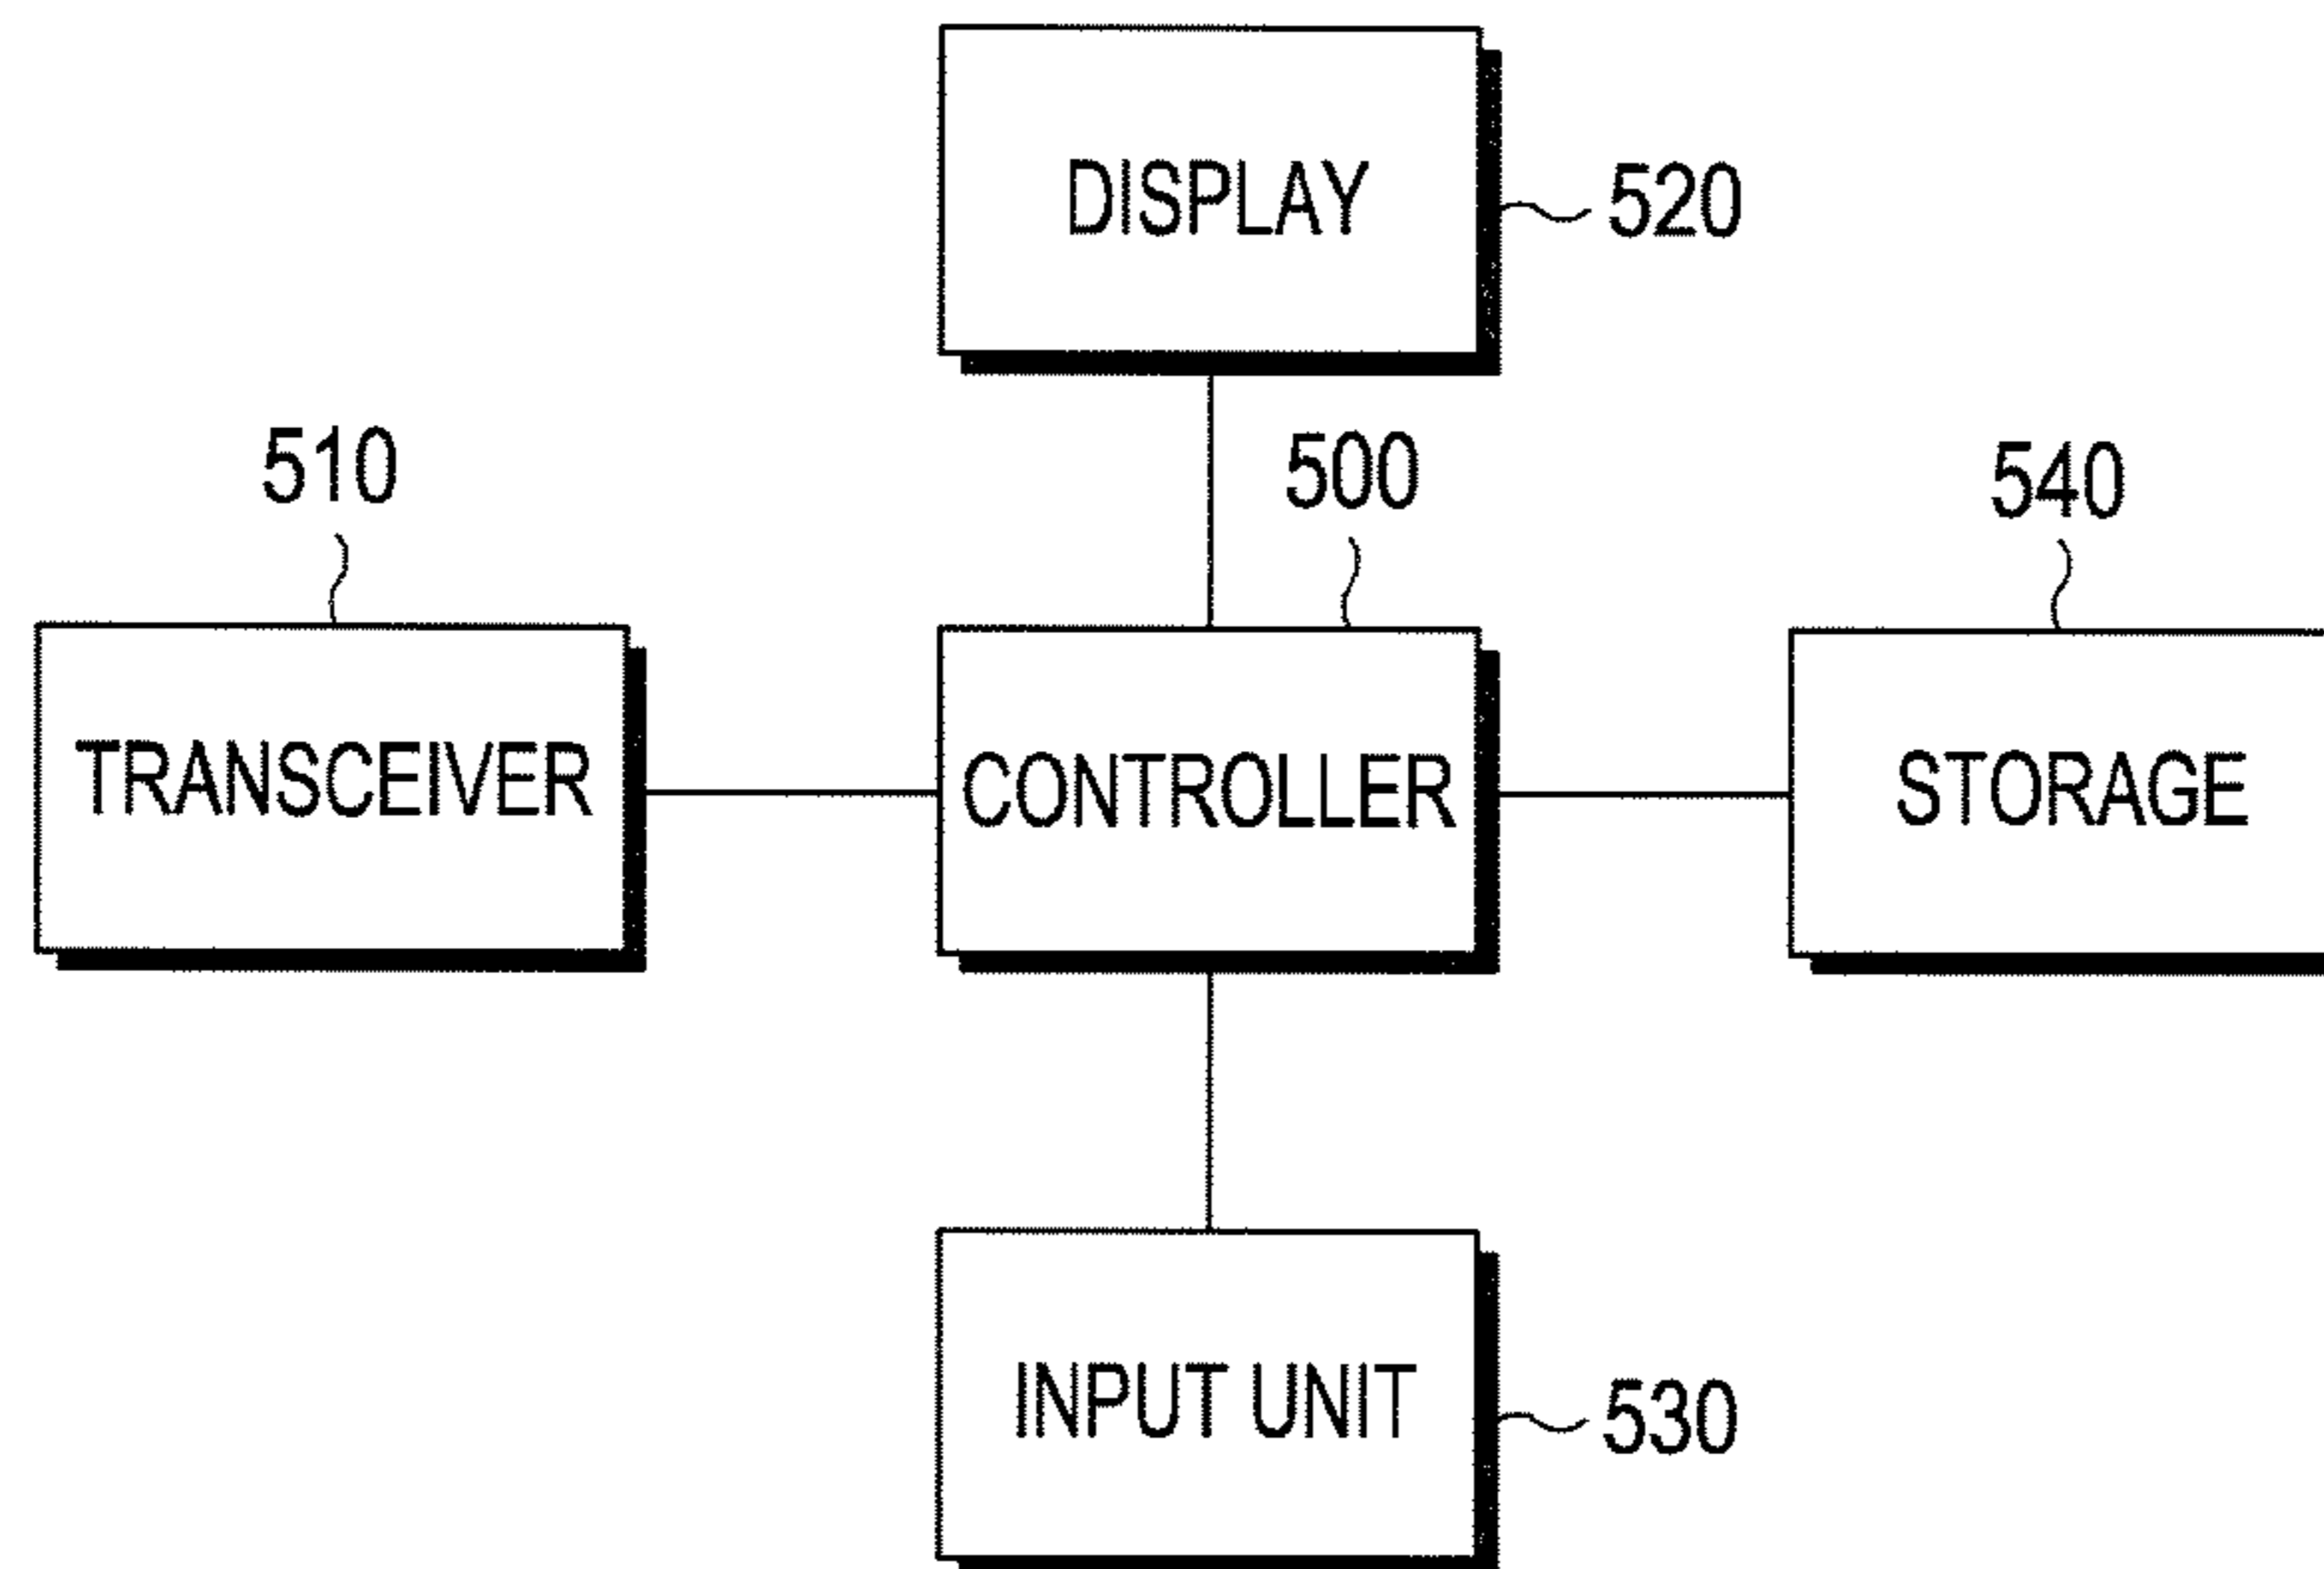 DISPLAY
520
510
500
540
TRANSCEIVER
CONTROLLER
STORAGE
INPUT UNIT
530